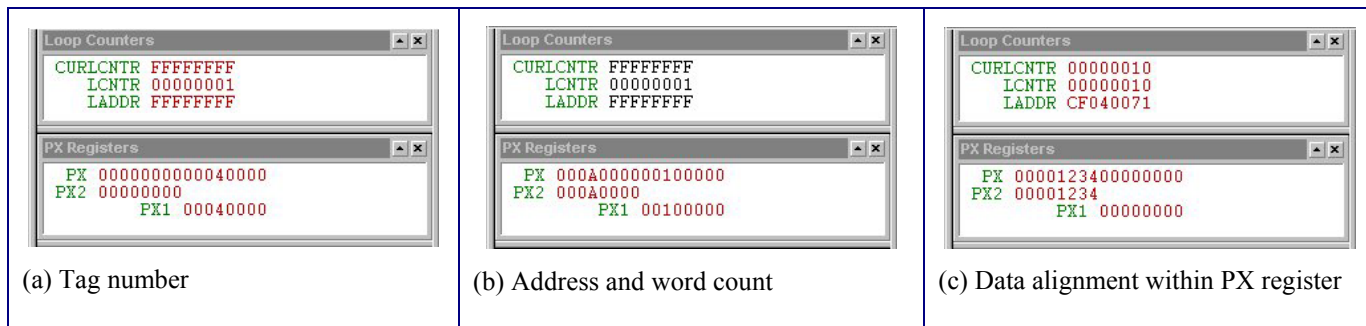 Loop Counters
CURLCNTR FFFFFFFF
LCNTR 00000001
LADDR FFFFFFFF
PX Registers
PX 0000000000040000
PX2 00000000
PX1 00040000
(a) Tag number
Loop Counters
CURLCNTR FFFFFFFF
LCNTR 00000001
LADDR FFFFFFFF
PX Registers
PX 000A000000100000
PX2 000A0000
PX1 00100000
(b) Address and word count
Loop Counters
CURLCNTR 00000010
LCNTR 00000010
LADDR CF040071
PX Registers
PX 0000123400000000
PX2 00001234
PX1 00000000
(c) Data alignment within PX register